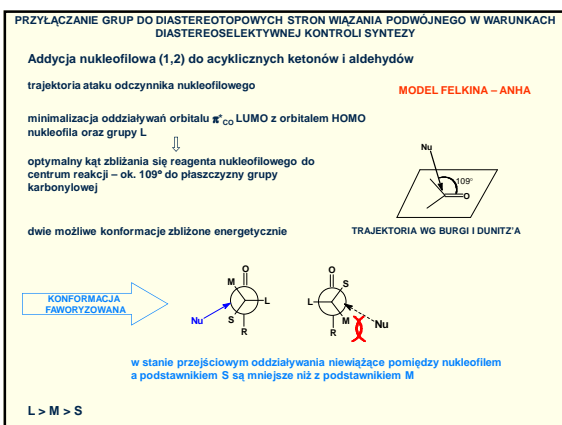 PRZYŁĄCZANIE GRUP DO DIASTEREOTOPOWYCH STRON WIĄZANIA PODWÓJNEGO W WARUNKACH
DIASTEREOSELEKTYWNEJ KONTROLI SYNTEZY
Addycja nukleofilowa (1,2) do acyklicznych ketonów i aldehydów
trajektoria ataku odczynnika nukleofilowego
MODEL FELKINA – ANHA
minimalizacja oddziaływań orbitalu π*CO LUMO z orbitalem HOMO
nukleofila oraz grupy L
optymalny kąt zbliżania się reagenta nukleofilowego do
centrum reakcji – ok. 109º do płaszczyzny grupy
karbonylowej
Nu
109°
O
dwie możliwe konformacje zbliżone energetycznie
TRAJEKTORIA WG BURGI I DUNITZ'A
KONFORMACJA
FAWORYZOWANA
O
M
L
S
Nu
R
O
S
L
M
Nu
R
w stanie przejściowym oddziaływania niewiążące pomiędzy nukleofilem
a podstawnikiem S są mniejsze niż z podstawnikiem M
L > M > S